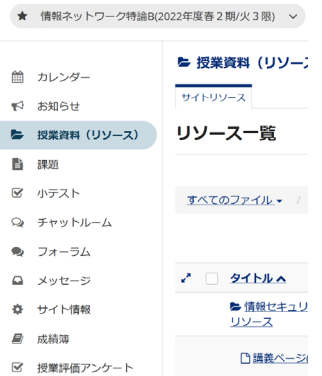 情報ネットワーク特論B(2022年度春２期/火３限)
カレンダー
お知らせ
授業資料（リソース）
課題
小テスト
チャットルーム
フォーラム
メッセージ
サイト情報
成績簿
授業評価アンケート
授業資料（リソー
サイトリソース
リソース一覧
すべてのファイル /
タイトル
情報セキュリ
リソース
講義ページ